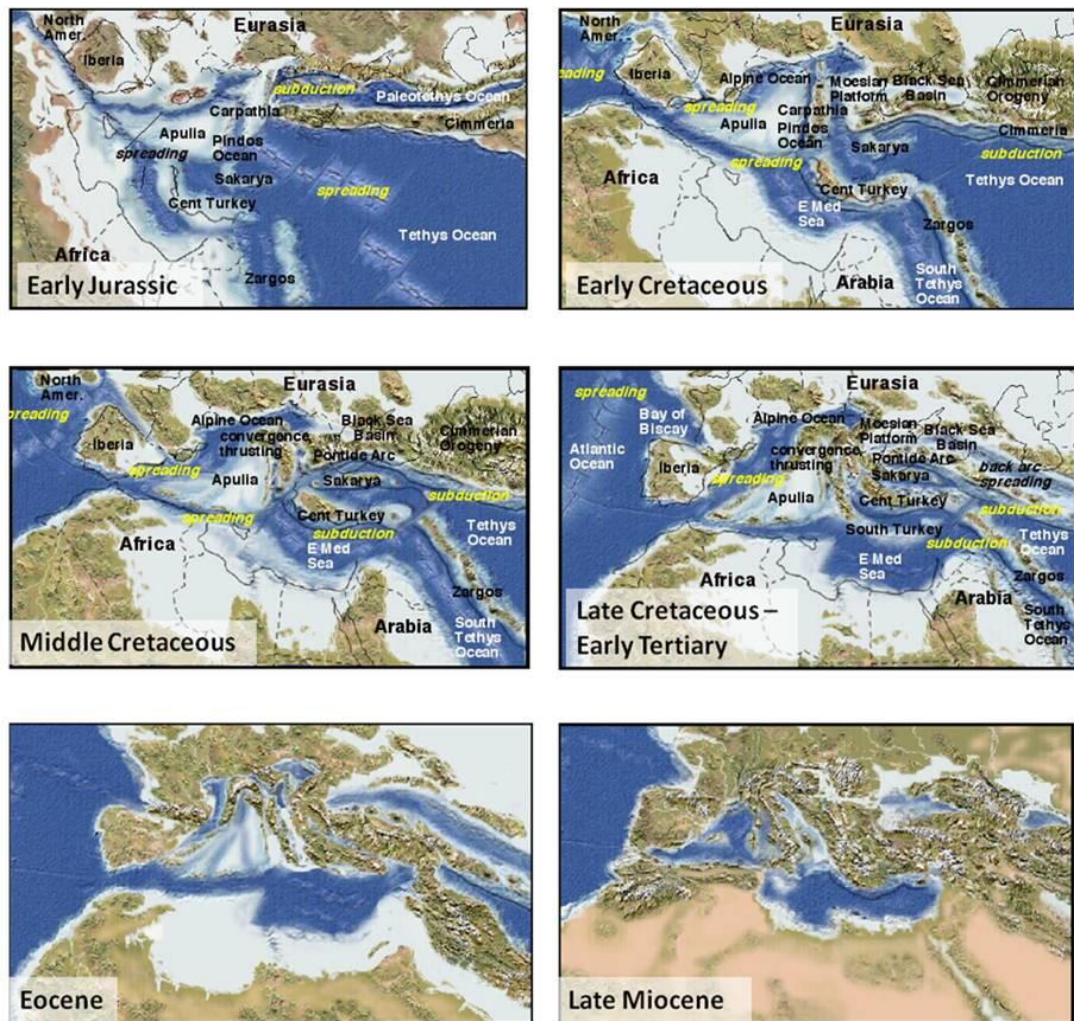 North
Amer.
Eurasia
Iberia
subduction
Paleotethys Ocean
Carpathia
Cimmeria
Apulia
Pindos
Ocean
spreading
Sakarya
spreading
Cent Turkey
Tethys Ocean
Africa
Zargos
Early Jurassic
North
Amer.
Eurasia
eading
Iberia
Alpine Ocean
Moesian
Platform
Black Sea
Basin
Cimmerian
Orogeny
spreading
Carpathia
Apulia
Pindos
Ocean
Cimmeria
Sakarya
subduction
spreading
Africa
Cent Turkey
Tethys Ocean
E Med
Sea
Zargos
South
Tethys
Ocean
Arabia
Early Cretaceous
North
Amer.
Eurasia
preading
Alpine Ocean
Black Sea
Basin
Iberia
convergence
thrusting
Cimmerian
Orogeny
Pontide Arc
spreading
Apulia
Sakarya
subduction
spreading
Cent Turkey
Africa
subduction
Tethys
Ocean
E Med
Sea
Zargos
Arabia
South
Tethys
Ocean
Middle Cretaceous
spreading
Eurasia
Bay of
Biscay
Alpine Ocean
Moesian
Platform
Black Sea
Basin
Atlantic
Ocean
convergence
thrusting
Pontide Arc
Iberia
Sakarya
back arc
spreading
spreading
Apulia
Cent Turkey
subduction
South Turkey
subduction
Tethys
Ocean
E Med
Sea
Africa
Zargos
Arabia
South
Tethys
Ocean
Late Cretaceous –
Early Tertiary
Eocene
Late Miocene